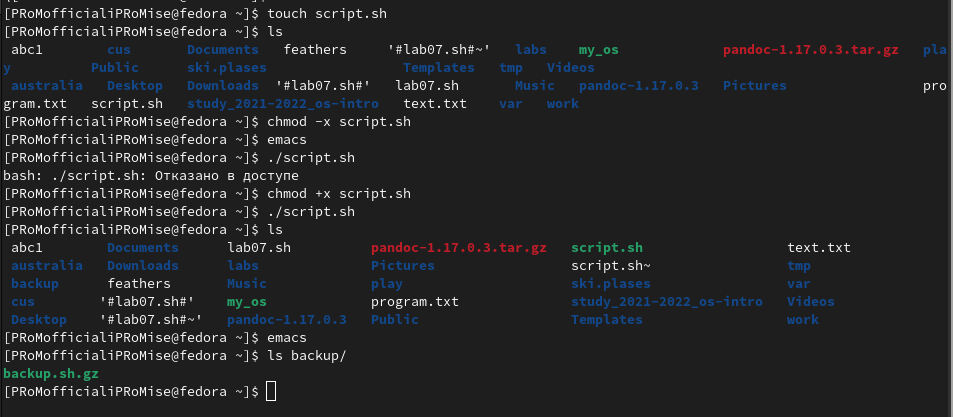 [PRoMofficialiPRoMise@fedora ~]$ touch script.sh
[PRoMofficialiPRoMise@fedora ~]$ ls
 abc1        cus       Documents   feathers     '#lab07.sh#~'   labs    my_os             pandoc-1.17.0.3.tar.gz   pla
y          Public      ski.plases                 Templates   tmp   Videos
 australia   Desktop   Downloads  '#lab07.sh#'   lab07.sh       Music   pandoc-1.17.0.3   Pictures                 pro
gram.txt   script.sh   study_2021-2022_os-intro   text.txt    var   work
[PRoMofficialiPRoMise@fedora ~]$ chmod -x script.sh
[PRoMofficialiPRoMise@fedora ~]$ emacs
[PRoMofficialiPRoMise@fedora ~]$ ./script.sh
bash: ./script.sh: Отказано в доступе
[PRoMofficialiPRoMise@fedora ~]$ chmod +x script.sh
[PRoMofficialiPRoMise@fedora ~]$ ./script.sh
[PRoMofficialiPRoMise@fedora ~]$ ls
 abc1        Documents      lab07.sh          pandoc-1.17.0.3.tar.gz   script.sh                  text.txt
 australia   Downloads      labs              Pictures                 script.sh~                 tmp
 backup      feathers       Music             play                     ski.plases                 var
 cus        '#lab07.sh#'    my_os             program.txt              study_2021-2022_os-intro   Videos
 Desktop    '#lab07.sh#~'   pandoc-1.17.0.3   Public                   Templates                  work
[PRoMofficialiPRoMise@fedora ~]$ emacs
[PRoMofficialiPRoMise@fedora ~]$ ls backup/
backup.sh.gz
[PRoMofficialiPRoMise@fedora ~]$